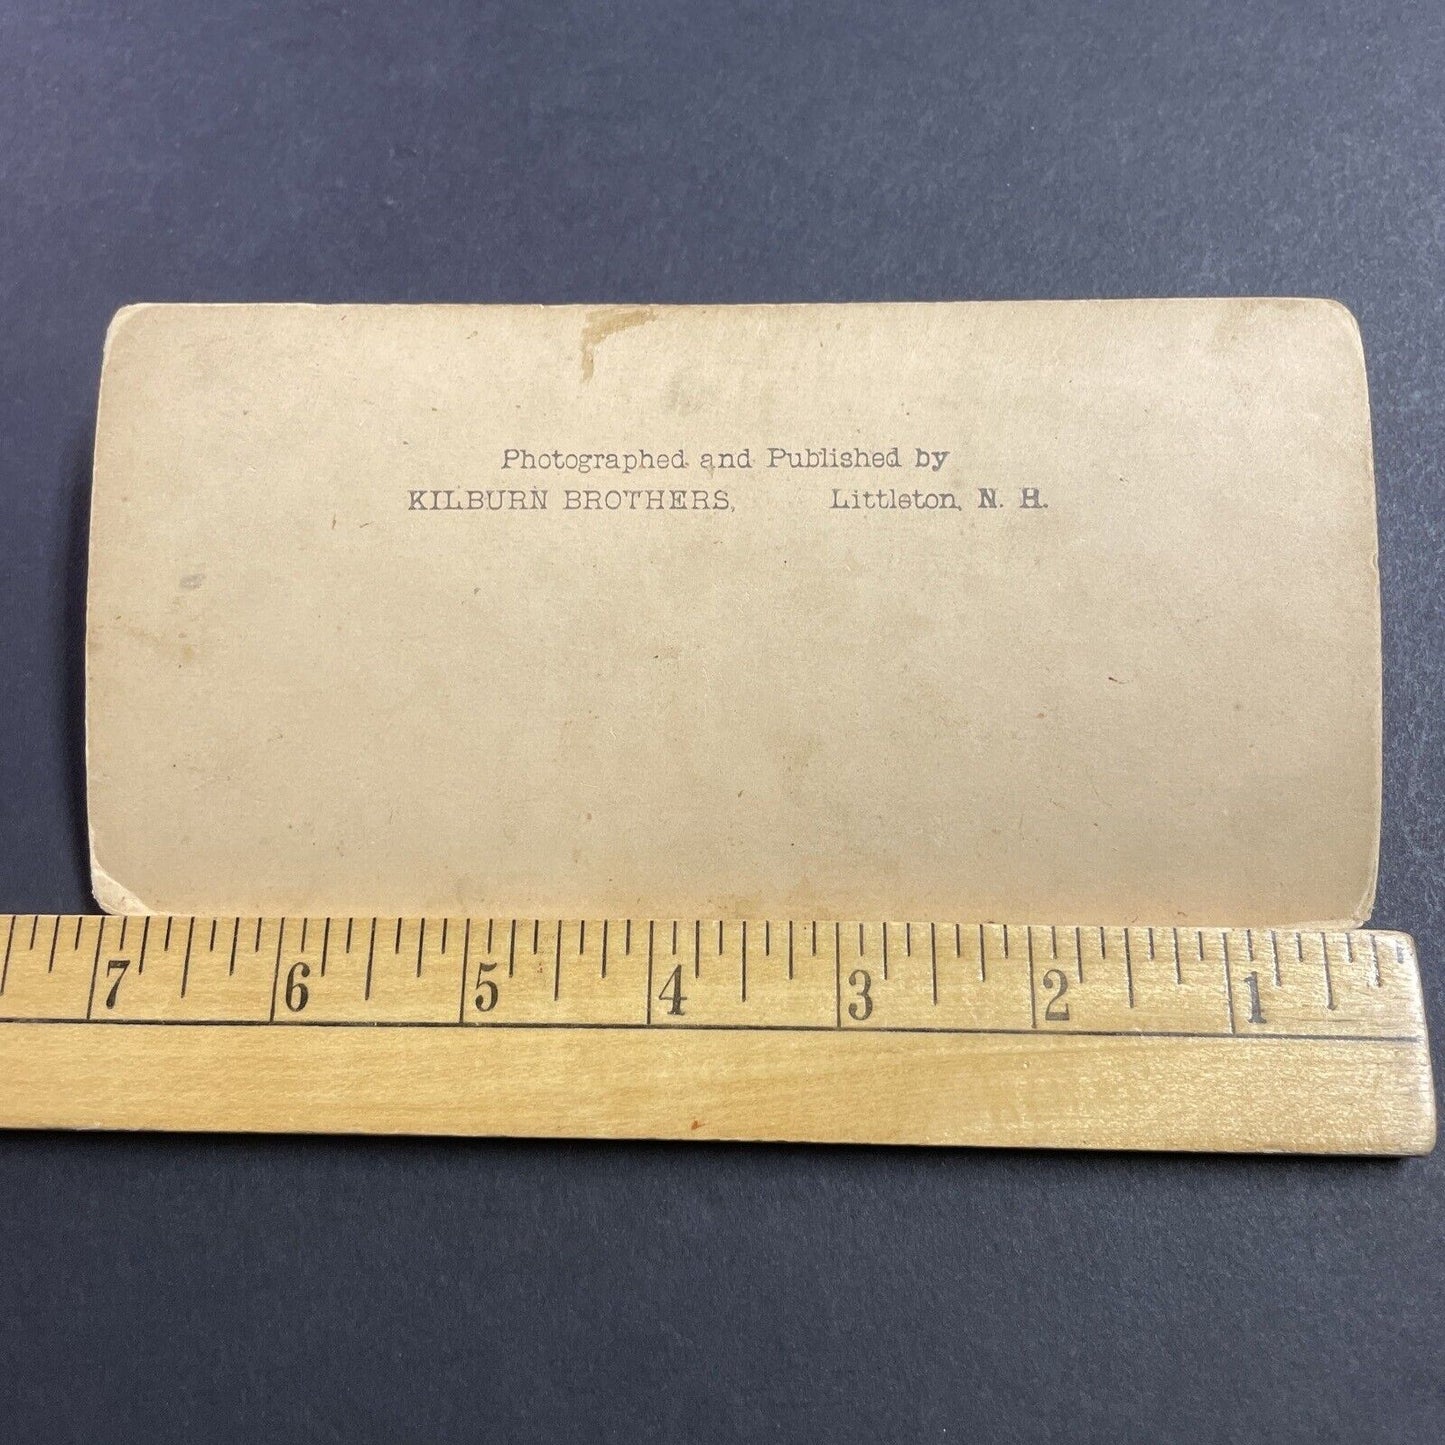 Photographed and Published by
KILBURN BROTHERS, Littleton, N. H.
7 6 5 4 3 2 1